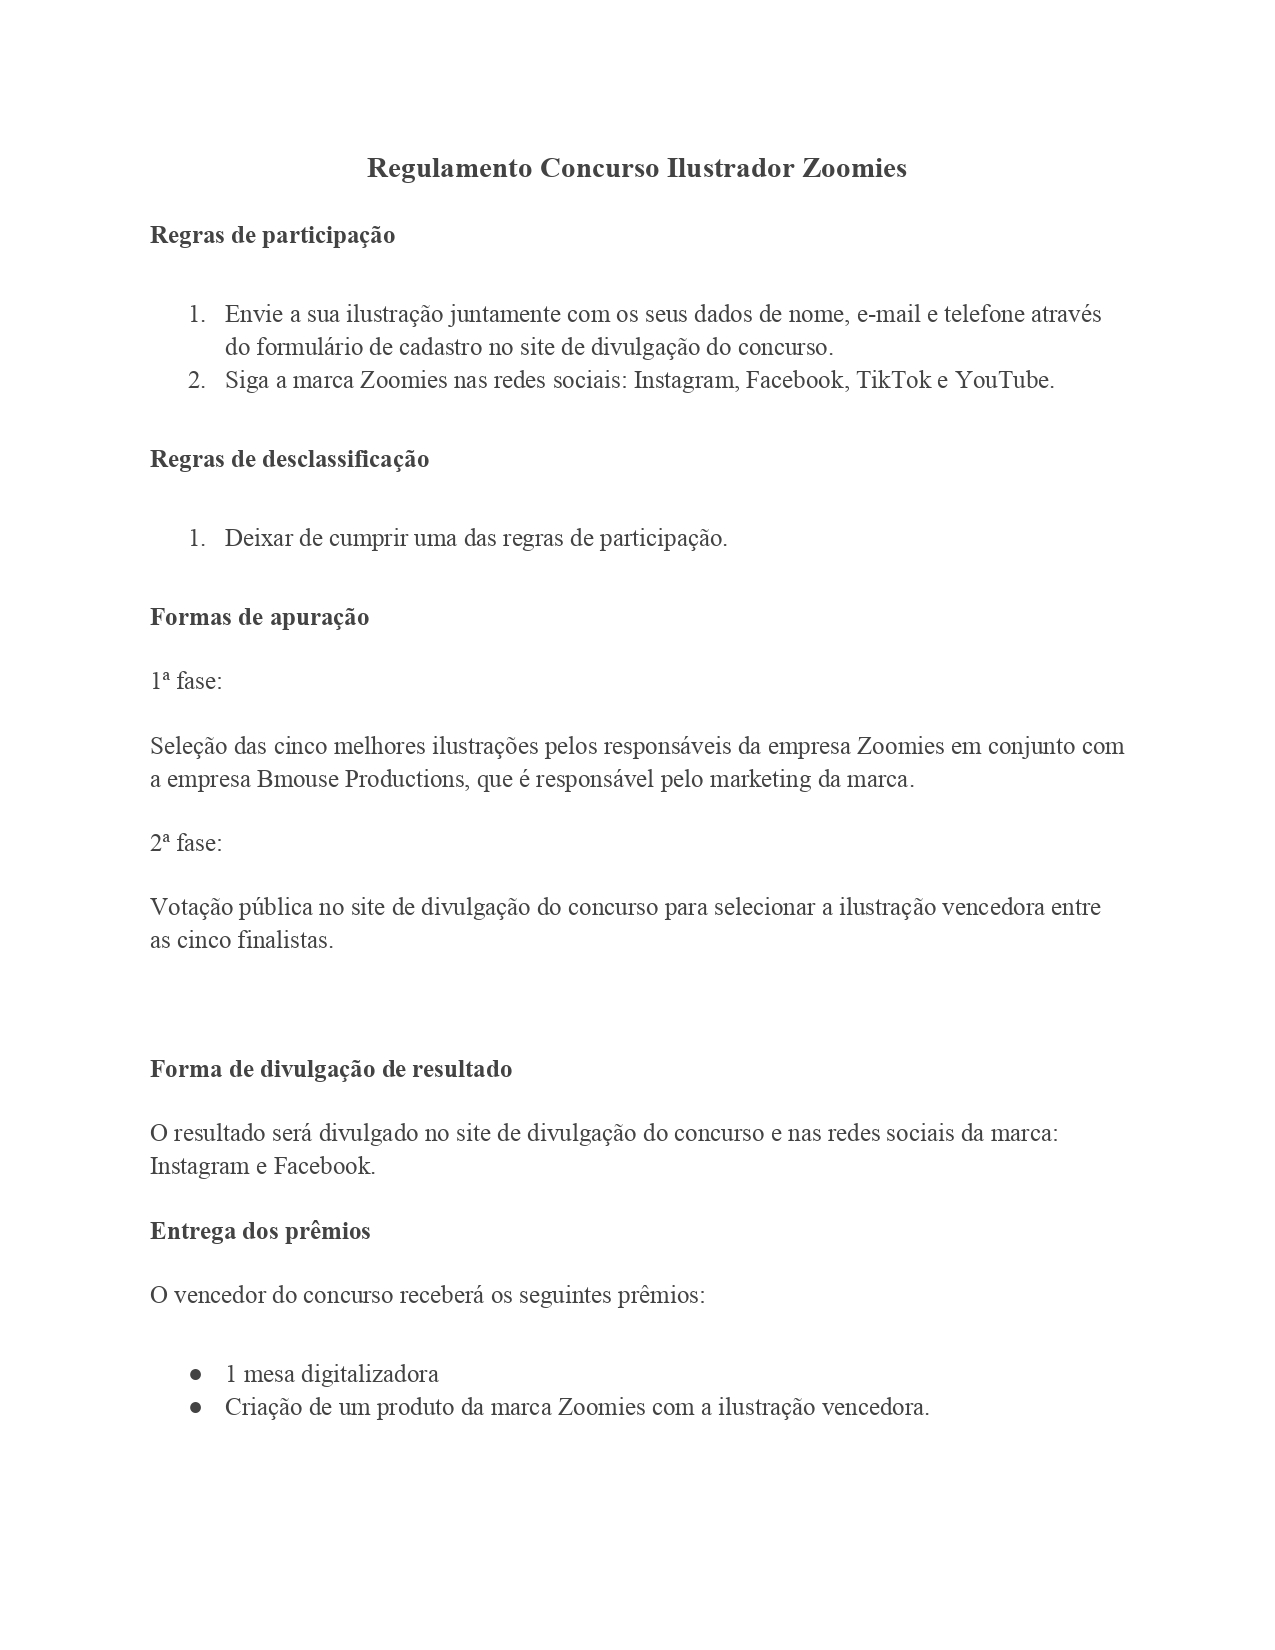 Regulamento Concurso Ilustrador Zoomies
Regras de participação
1. Envie a sua ilustração juntamente com os seus dados de nome, e-mail e telefone através
do formulário de cadastro no site de divulgação do concurso.
2. Siga a marca Zoomies nas redes sociais: Instagram, Facebook, TikTok e YouTube.
Regras de desclassificação
1. Deixar de cumprir uma das regras de participação.
Formas de apuração
1ª fase:
Seleção das cinco melhores ilustrações pelos responsáveis da empresa Zoomies em conjunto com
a empresa Bmouse Productions, que é responsável pelo marketing da marca.
2ª fase:
Votação pública no site de divulgação do concurso para selecionar a ilustração vencedora entre
as cinco finalistas.
Forma de divulgação de resultado
O resultado será divulgado no site de divulgação do concurso e nas redes sociais da marca:
Instagram e Facebook.
Entrega dos prêmios
O vencedor do concurso receberá os seguintes prêmios:
● 1 mesa digitalizadora
● Criação de um produto da marca Zoomies com a ilustração vencedora.